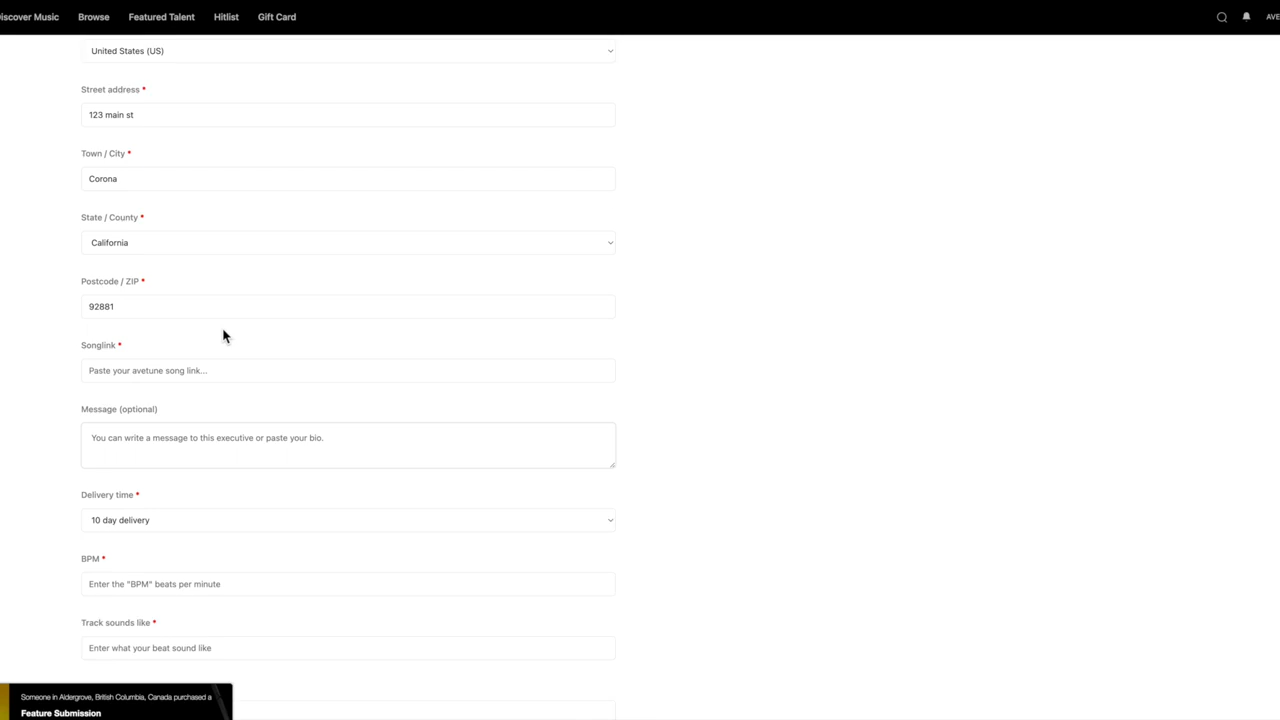 iscover Music Browse Featured Talent Hitlist Gift Card AVE
United States (US)
Street address *
123 main st
Town / City *
Corona
State / County *
California
Postcode / ZIP *
92881
Songlink *
Paste your avetune song link...
Message (optional)
You can write a message to this executive or paste your bio.
Delivery time *
10 day delivery
BPM *
Enter the "BPM" beats per minute
Track sounds like *
Enter what your beat sound like
Someone in Aldergrove, British Columbia, Canada purchased a
Feature Submission